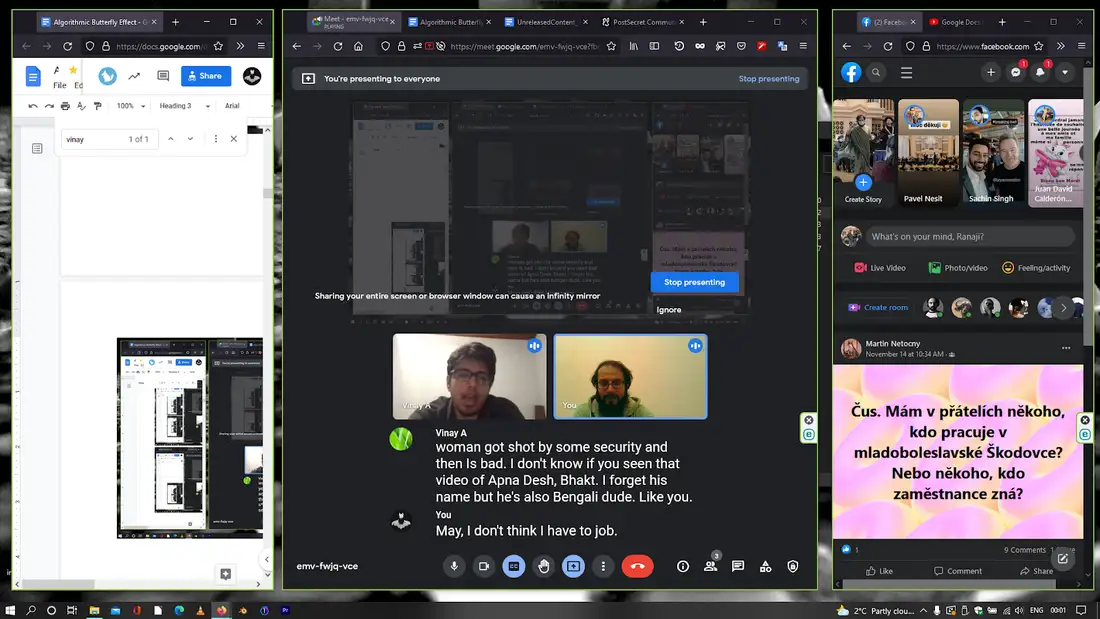 Algorithmic Butterfly Effect - G
https://docs.google.com
File
Ed
Share
100%
Heading 3
Arial
vinay
1 of 1
Meet - emv-fwjq-vce
PLAYING
Algorithmic Butterfly
UnreleasedContent_
PostSecret Commun
https://meet.google.com/emv-fwjq-vce?
You're presenting to everyone
Stop presenting
Sharing your entire screen or browser window can cause an infinity mirror
Stop presenting
Ignore
Vinay A
You
Vinay A
woman got shot by some security and
then Is bad. I don't know if you seen that
video of Apna Desh, Bhakt. I forget his
name but he's also Bengali dude. Like you.
You
May, I don't think I have to job.
emv-fwjq-vce
3
(2) Faceboo
Google Docs
https://www.facebook.com
1
1
Create Story
Pavel Nesit
Sachin Singh
Juan David
Calderón...
What's on your mind, Ranaji?
Live Video
Photo/video
Feeling/activity
Create room
Martin Netocny
November 14 at 10:34 AM
Čus. Mám v přátelích někoho,
kdo pracuje v
mladoboleslavské Škodovce?
Nebo někoho, kdo
zaměstnance zná?
1
9 Comments
Like
Comment
Share
2°C Partly clou...
ENG
00:01